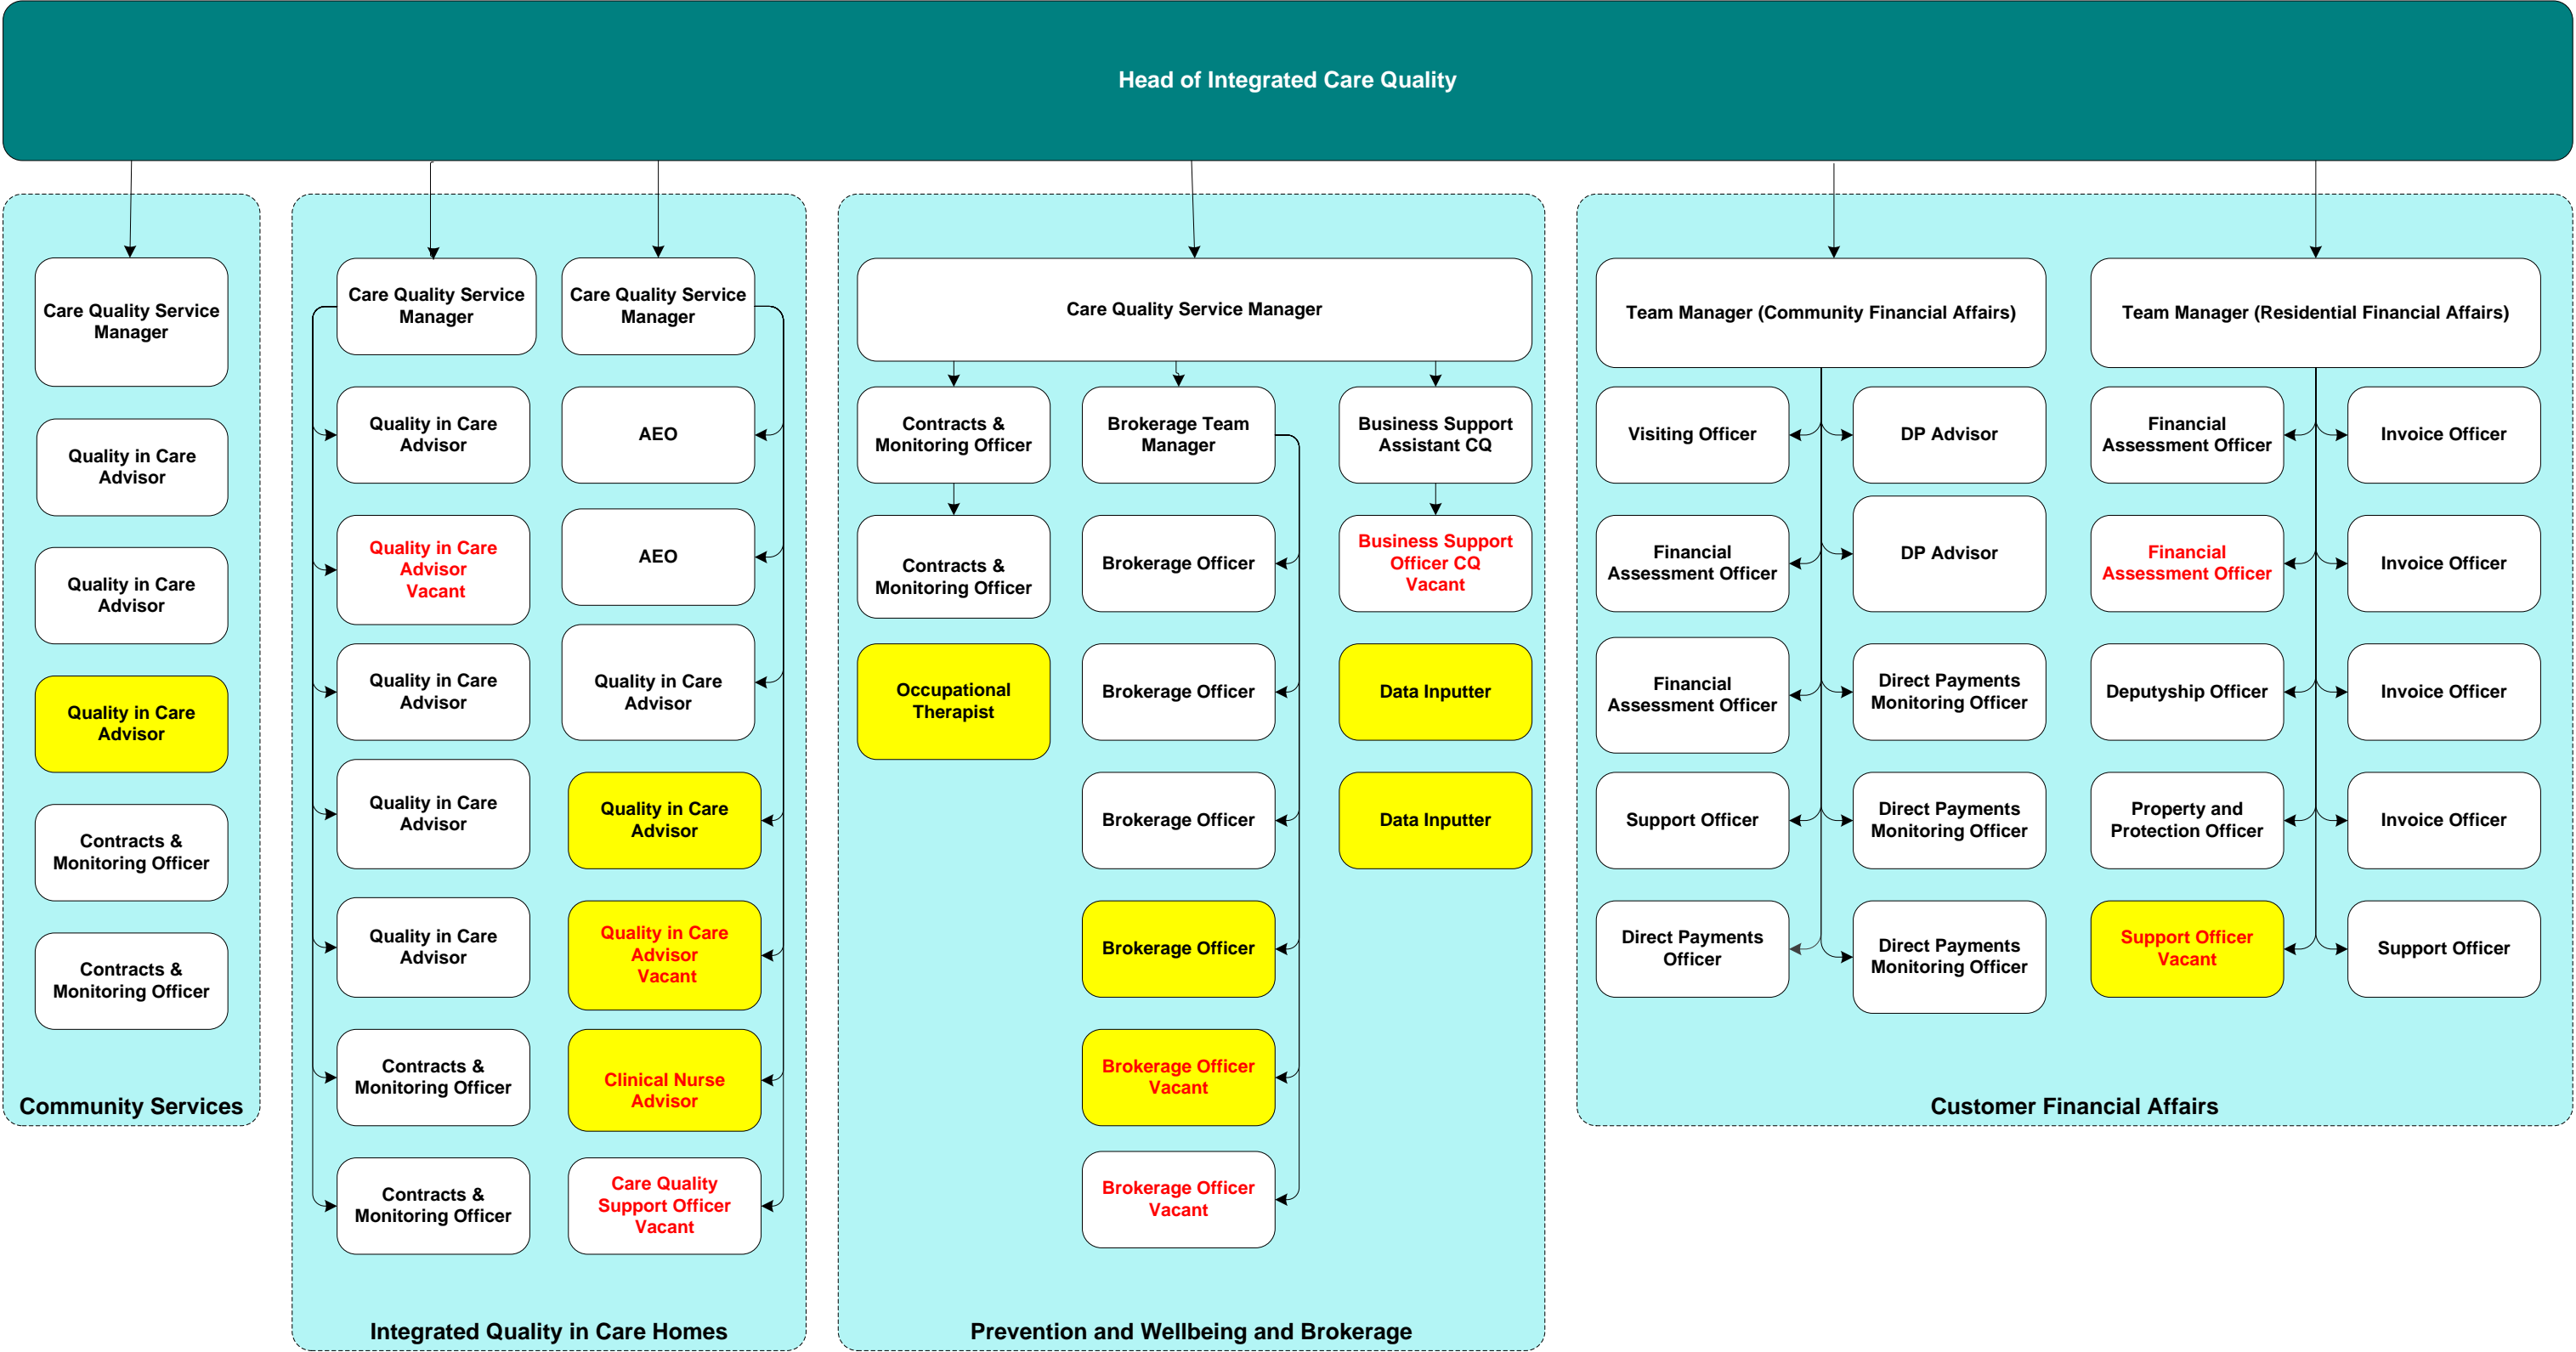 Head of Integrated Care Quality
Care Quality Service
Manager
Quality in Care
Advisor
Quality in Care
Advisor
Quality in Care
Advisor
Contracts &
Monitoring Officer
Contracts &
Monitoring Officer
Community Services
Care Quality Service
Manager
Quality in Care
Advisor
Quality in Care
Advisor
Vacant
Quality in Care
Advisor
Quality in Care
Advisor
Quality in Care
Advisor
Contracts &
Monitoring Officer
Contracts &
Monitoring Officer
Care Quality Service
Manager
AEO
AEO
Quality in Care
Advisor
Quality in Care
Advisor
Quality in Care
Advisor
Vacant
Clinical Nurse
Advisor
Care Quality
Support Officer
Vacant
Integrated Quality in Care Homes
Care Quality Service Manager
Contracts &
Monitoring Officer
Contracts &
Monitoring Officer
Occupational
Therapist
Brokerage Team
Manager
Brokerage Officer
Brokerage Officer
Brokerage Officer
Brokerage Officer
Brokerage Officer
Vacant
Brokerage Officer
Vacant
Business Support
Assistant CQ
Business Support
Officer CQ
Vacant
Data Inputter
Data Inputter
Prevention and Wellbeing and Brokerage
Team Manager (Community Financial Affairs)
Visiting Officer
Financial
Assessment Officer
Financial
Assessment Officer
Support Officer
Direct Payments
Officer
DP Advisor
DP Advisor
Direct Payments
Monitoring Officer
Direct Payments
Monitoring Officer
Direct Payments
Monitoring Officer
Team Manager (Residential Financial Affairs)
Financial
Assessment Officer
Financial
Assessment Officer
Deputyship Officer
Property and
Protection Officer
Support Officer
Vacant
Invoice Officer
Invoice Officer
Invoice Officer
Invoice Officer
Support Officer
Customer Financial Affairs